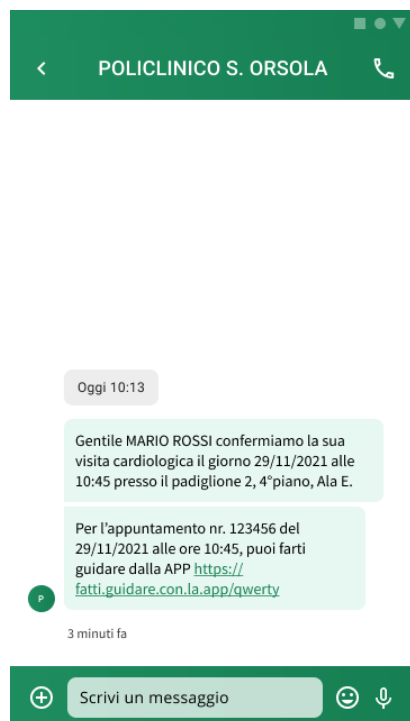 POLICLINICO S. ORSOLA
Oggi 10:13
Gentile MARIO ROSSI confermiamo la sua
visita cardiologica il giorno 29/11/2021 alle
10:45 presso il padiglione 2, 4°piano, Ala E.
Per l'appuntamento nr. 123456 del
29/11/2021 alle ore 10:45, puoi farti
guidare dalla APP https://
fatti.guidare.con.la.app/qwerty
P
3 minuti fa
Scrivi un messaggio